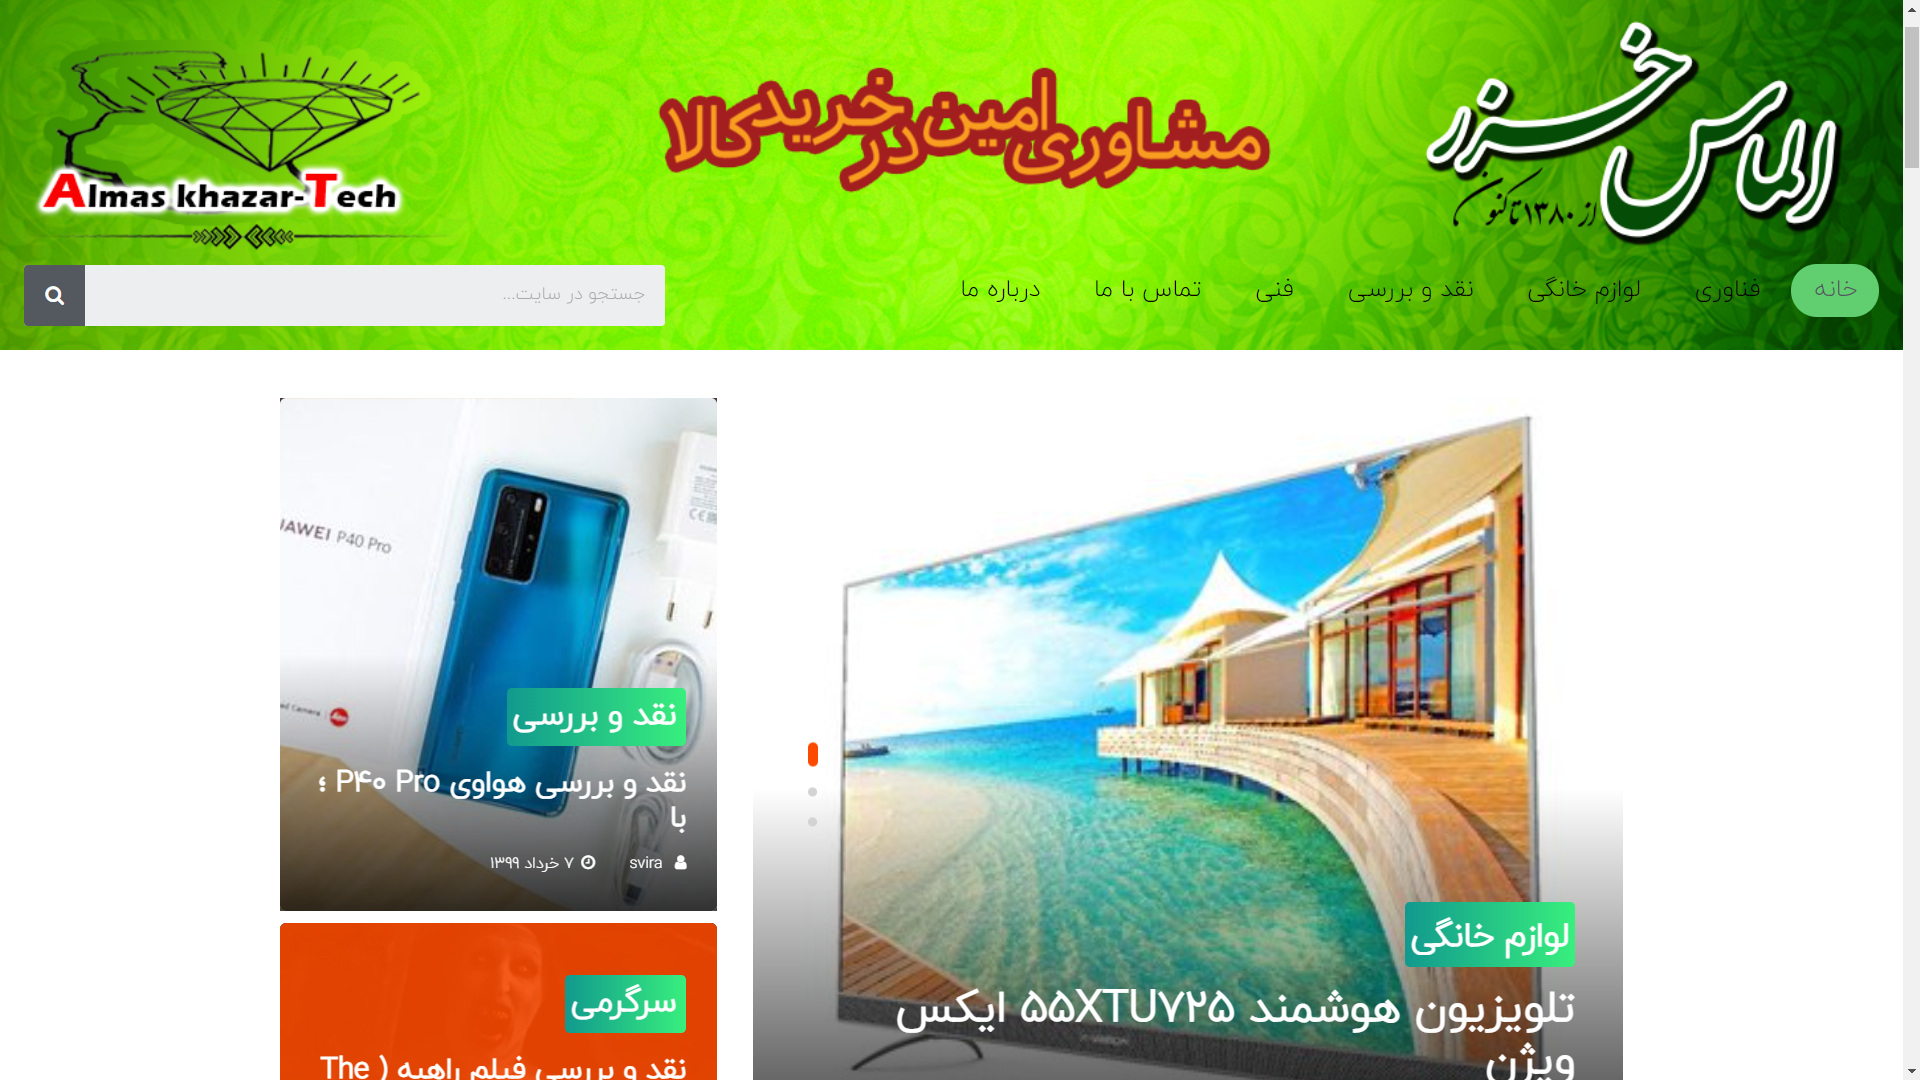 الماس خزر
از ۱۳۸۰ تا کنون
مشاوری امین در خرید کالا
Almas khazar-Tech
خانه
فناوری
لوازم خانگی
نقد و بررسی
فنی
تماس با ما
درباره ما
جستجو در سایت...
لوازم خانگی
تلویزیون هوشمند ۵۵XTU۷۲۵ ایکس
ویژن
HUAWEI P40 Pro
نقد و بررسی
نقد و بررسی هواوی P۴۰ Pro ؛
با
svira
۷ خرداد ۱۳۹۹
سرگرمی
نقد و بررسی فیلم راهبه ( The